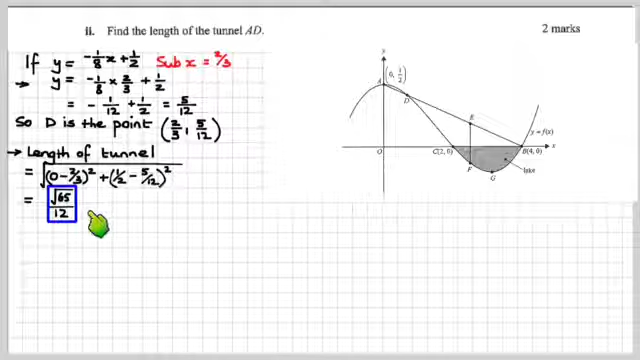 ii. Find the length of the tunnel AD.
2 marks
If y = -1/8 x + 1/2 Sub x = 2/3
→ y = -1/8 × 2/3 + 1/2
= - 1/12 + 1/2 = 5/12
So D is the point (2/3, 5/12)
→ Length of tunnel
= √(0 - 2/3)² + (1/2 - 5/12)²
= √65/12
y
A (0, 1/2)
D
E
y = f(x)
O
C(2, 0)
B(4, 0)
x
F
G
lake